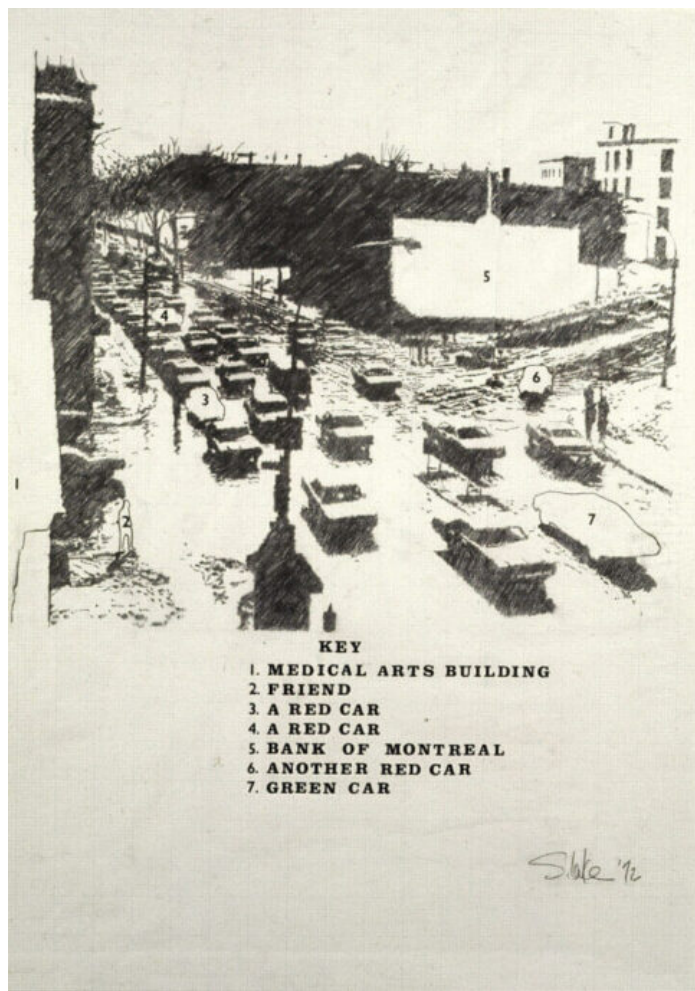 5
4
6
3
1
7
2
KEY
1. MEDICAL ARTS BUILDING
2. FRIEND
3. A RED CAR
4. A RED CAR
5. BANK OF MONTREAL
6. ANOTHER RED CAR
7. GREEN CAR
S. Lake '72